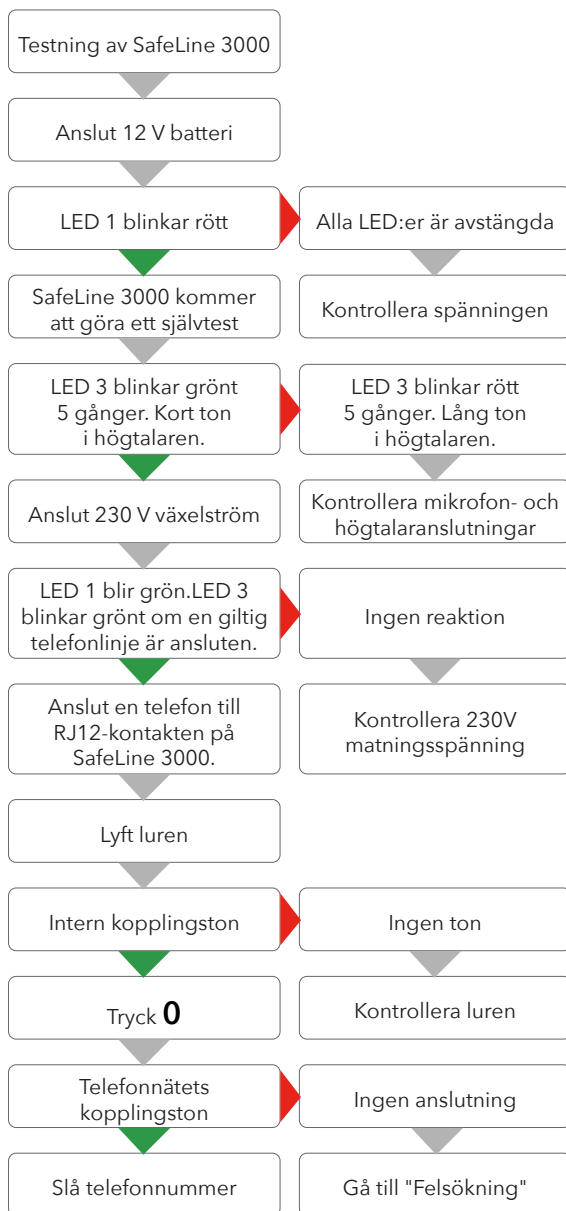 Testning av SafeLine 3000
Anslut 12 V batteri
LED 1 blinkar rött
Alla LED:er är avstängda
SafeLine 3000 kommer
att göra ett självtest
Kontrollera spänningen
LED 3 blinkar grönt
5 gånger. Kort ton
i högtalaren.
LED 3 blinkar rött
5 gånger. Lång ton
i högtalaren.
Anslut 230 V växelström
Kontrollera mikrofon- och
högtalaranslutningar
LED 1 blir grön.LED 3
blinkar grönt om en giltig
telefonlinje är ansluten.
Ingen reaktion
Anslut en telefon till
RJ12-kontakten på
SafeLine 3000.
Kontrollera 230V
matningsspänning
Lyft luren
Intern kopplingston
Ingen ton
Tryck 0
Kontrollera luren
Telefonnätets
kopplingston
Ingen anslutning
Slå telefonnummer
Gå till "Felsökning"